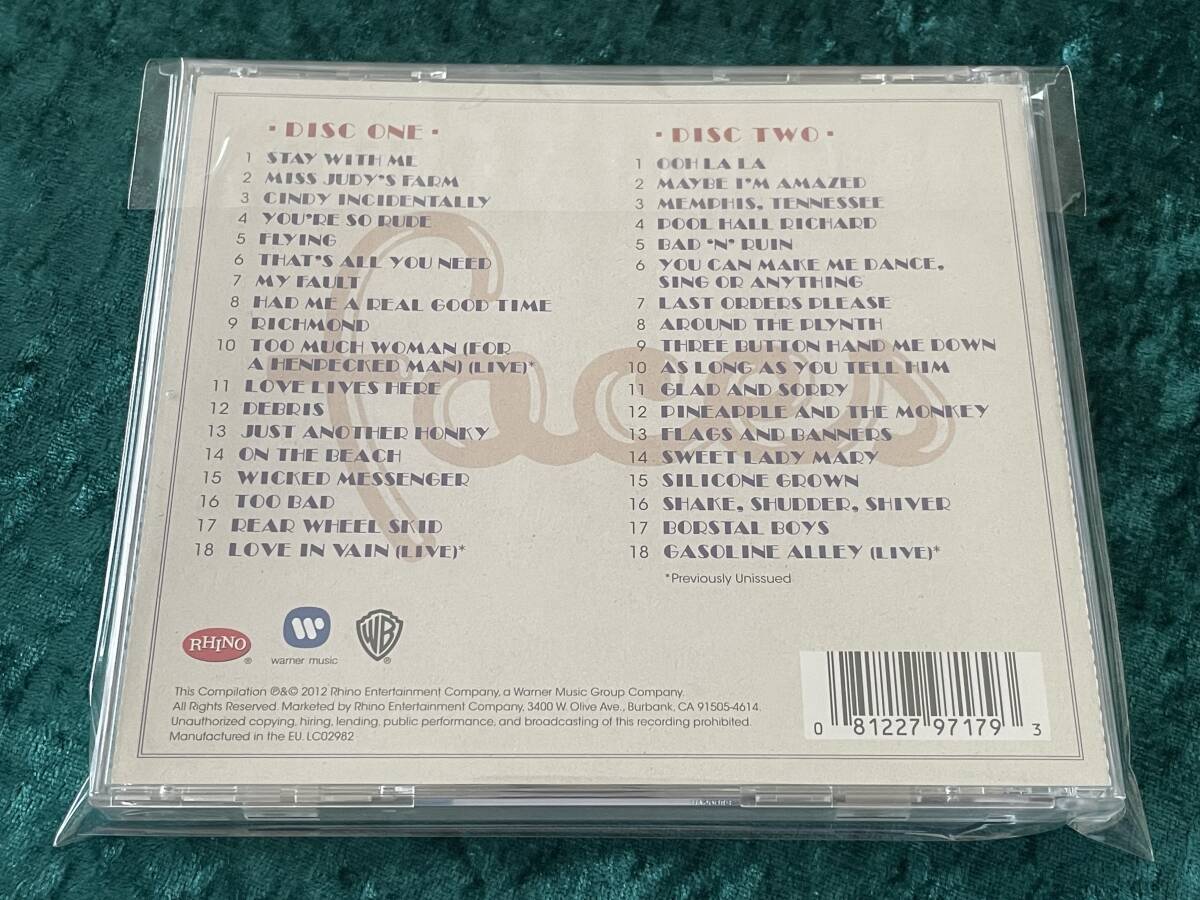 · DISC ONE ·
1 STAY WITH ME
2 MISS JUDY'S FARM
3 CINDY INCIDENTALLY
4 YOU'RE SO RUDE
5 FLYING
6 THAT'S ALL YOU NEED
7 MY FAULT
8 HAD ME A REAL GOOD TIME
9 RICHMOND
10 TOO MUCH WOMAN (FOR
A HENPECKED MAN) (LIVE)*
11 LOVE LIVES HERE
12 DEBRIS
13 JUST ANOTHER HONKY
14 ON THE BEACH
15 WICKED MESSENGER
16 TOO BAD
17 REAR WHEEL SKID
18 LOVE IN VAIN (LIVE)*
· DISC TWO ·
1 OOH LA LA
2 MAYBE I'M AMAZED
3 MEMPHIS, TENNESSEE
4 POOL HALL RICHARD
5 BAD 'N' RUIN
6 YOU CAN MAKE ME DANCE,
SING OR ANYTHING
7 LAST ORDERS PLEASE
8 AROUND THE PLYNTH
9 THREE BUTTON HAND ME DOWN
10 AS LONG AS YOU TELL HIM
11 GLAD AND SORRY
12 PINEAPPLE AND THE MONKEY
13 FLAGS AND BANNERS
14 SWEET LADY MARY
15 SILICONE GROWN
16 SHAKE, SHUDDER, SHIVER
17 BORSTAL BOYS
18 GASOLINE ALLEY (LIVE)*
*Previously Unissued
faces
RHINO ®
warner music
WB ®
This Compilation ℗&© 2012 Rhino Entertainment Company, a Warner Music Group Company.
All Rights Reserved. Marketed by Rhino Entertainment Company, 3400 W. Olive Ave., Burbank, CA 91505-4614.
Unauthorized copying, hiring, lending, public performance, and broadcasting of this recording prohibited.
Manufactured in the EU. LC02982
0 81227 97179 3